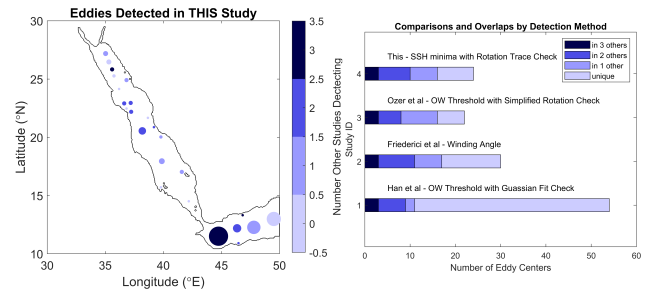 Eddies Detected in THIS Study
30
25
20
15
10
Latitude (°N)
30
35
40
45
50
Longitude (°E)
3.5
3
2.5
2
1.5
1
0.5
0
-0.5
Number Other Studies Dectecting
Comparisons and Overlaps by Detection Method
in 3 others
in 2 others
in 1 other
unique
This - SSH minima with Rotation Trace Check
Ozer et al - OW Threshold with Simplified Rotation Check
Friederici et al - Winding Angle
Han et al - OW Threshold with Guassian Fit Check
4
3
2
1
Study ID
0
10
20
30
40
50
60
Number of Eddy Centers